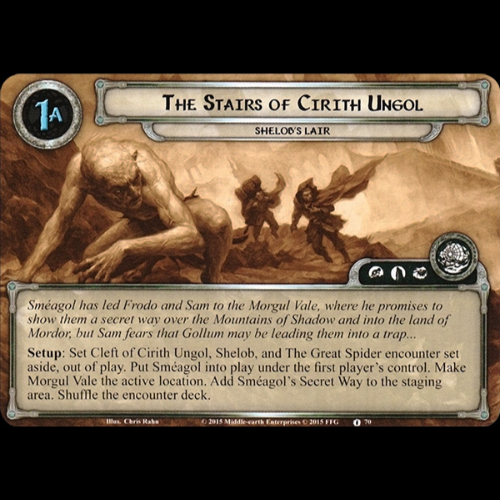 1A
THE STAIRS OF CIRITH UNGOL
SHELOB'S LAIR
Sméagol has led Frodo and Sam to the Morgul Vale, where he promises to
show them a secret way over the Mountains of Shadow and into the land of
Mordor, but Sam fears that Gollum may be leading them into a trap...
Setup: Set Cleft of Cirith Ungol, Shelob, and The Great Spider encounter set
aside, out of play. Put Sméagol into play under the first player's control. Make
Morgul Vale the active location. Add Sméagol's Secret Way to the staging
area. Shuffle the encounter deck.
Illus. Chris Rahn © 2015 Middle-earth Enterprises © 2015 FFG 70